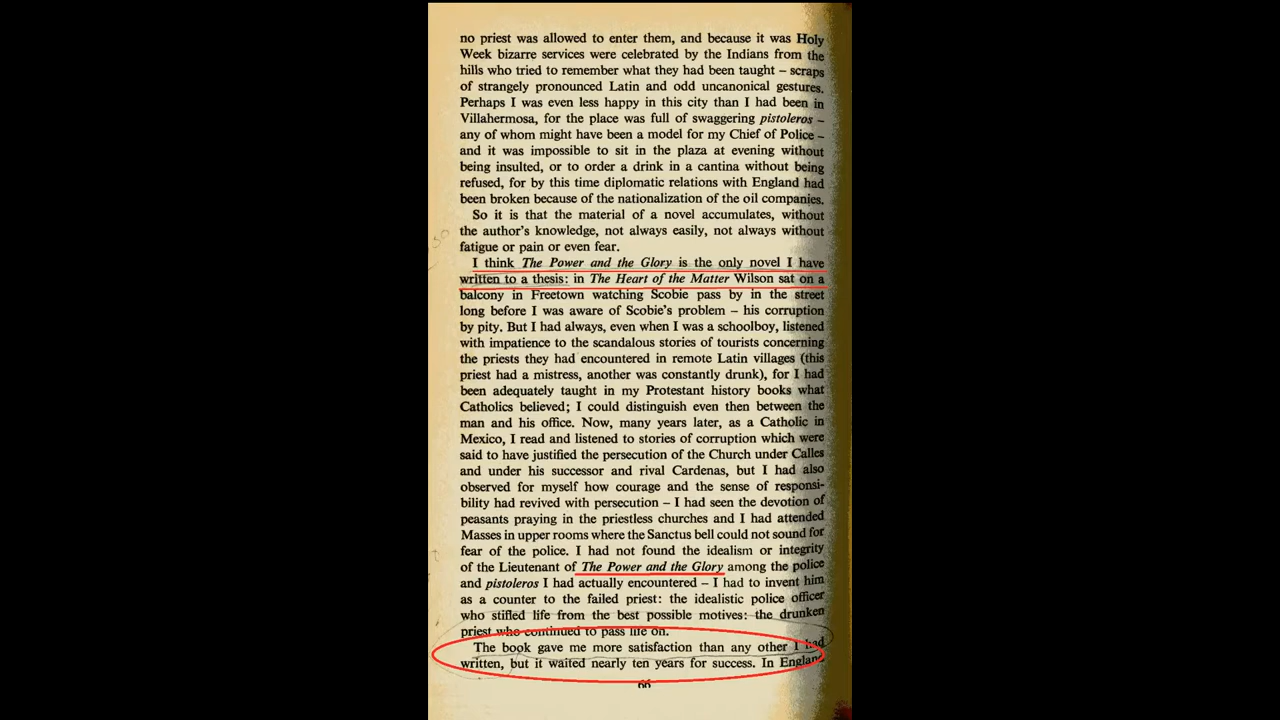 no priest was allowed to enter them, and because it was Holy
Week bizarre services were celebrated by the Indians from the
hills who tried to remember what they had been taught – scraps
of strangely pronounced Latin and odd uncanonical gestures.
Perhaps I was even less happy in this city than I had been in
Villahermosa, for the place was full of swaggering pistoleros –
any of whom might have been a model for my Chief of Police –
and it was impossible to sit in the plaza at evening without
being insulted, or to order a drink in a cantina without being
refused, for by this time diplomatic relations with England had
been broken because of the nationalization of the oil companies.
So it is that the material of a novel accumulates, without
the author's knowledge, not always easily, not always without
fatigue or pain or even fear.
I think The Power and the Glory is the only novel I have
written to a thesis: in The Heart of the Matter Wilson sat on a
balcony in Freetown watching Scobie pass by in the street
long before I was aware of Scobie's problem – his corruption
by pity. But I had always, even when I was a schoolboy, listened
with impatience to the scandalous stories of tourists concerning
the priests they had encountered in remote Latin villages (this
priest had a mistress, another was constantly drunk), for I had
been adequately taught in my Protestant history books what
Catholics believed; I could distinguish even then between the
man and his office. Now, many years later, as a Catholic in
Mexico, I read and listened to stories of corruption which were
said to have justified the persecution of the Church under Calles
and under his successor and rival Cardenas, but I had also
observed for myself how courage and the sense of responsi-
bility had revived with persecution – I had seen the devotion of
peasants praying in the priestless churches and I had attended
Masses in upper rooms where the Sanctus bell could not sound for
fear of the police. I had not found the idealism or integrity
of the Lieutenant of The Power and the Glory among the police
and pistoleros I had actually encountered – I had to invent him
as a counter to the failed priest: the idealistic police officer
who stifled life from the best possible motives: the drunken
priest who continued to pass life on.
The book gave me more satisfaction than any other I had
written, but it waited nearly ten years for success. In England
66